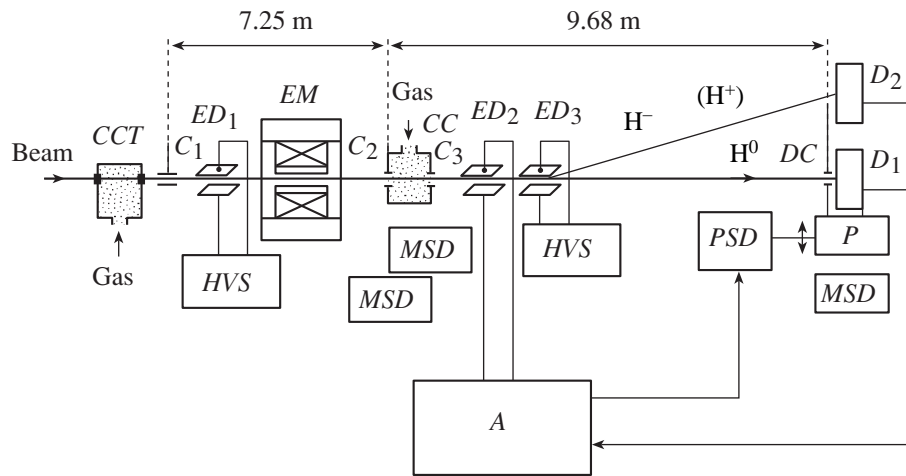 7.25 m
9.68 m
D2
EM
Gas
ED1
ED2
ED3
(H+)
CCT
CC
H−
Beam
C1
C2
C3
H0
DC
D1
PSD
P
Gas
HVS
MSD
HVS
MSD
MSD
A